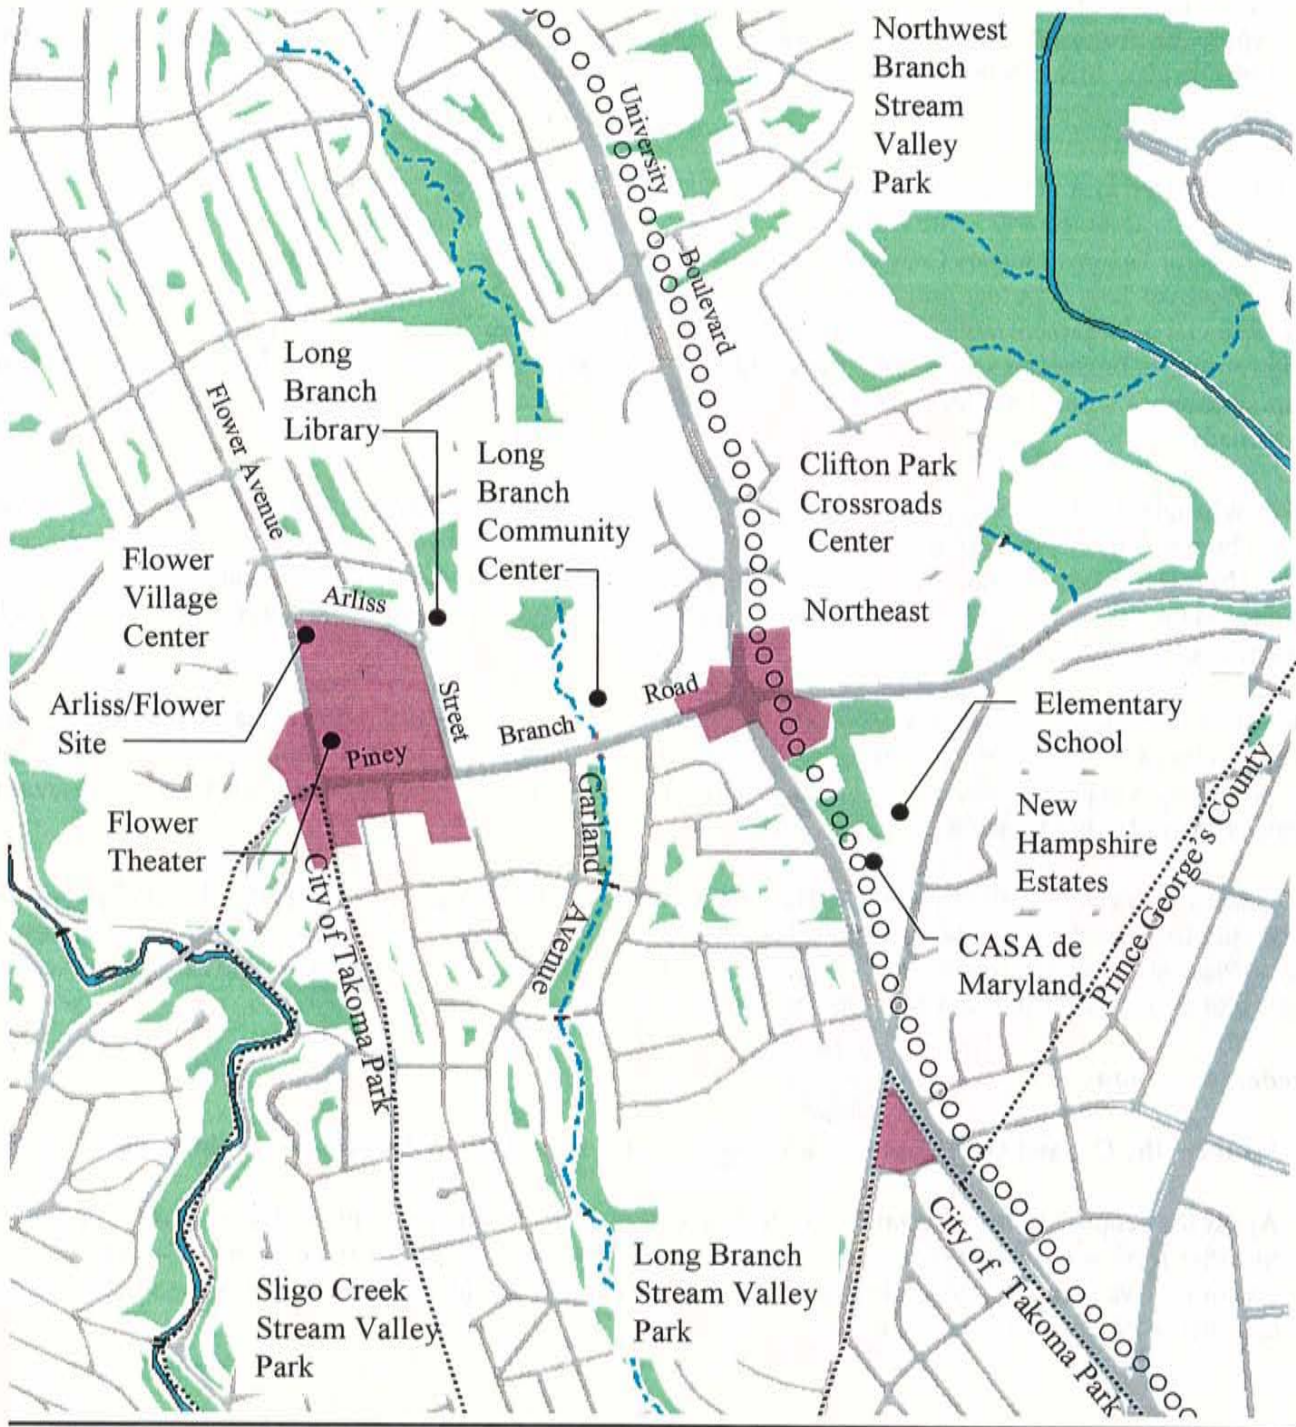 Northwest
Branch
Stream
Valley
Park
University
Boulevard
Long
Branch
Library
Flower Avenue
Long
Branch
Community
Center
Clifton Park
Crossroads
Center
Flower
Village
Center
Arliss
Street
Northeast
Arliss/Flower
Site
Piney
Branch
Road
Elementary
School
New
Hampshire
Estates
Prince George's County
Flower
Theater
Garland
Avenue
City of Takoma Park
CASA de
Maryland
Sligo Creek
Stream Valley
Park
Long Branch
Stream Valley
Park
City of Takoma Park